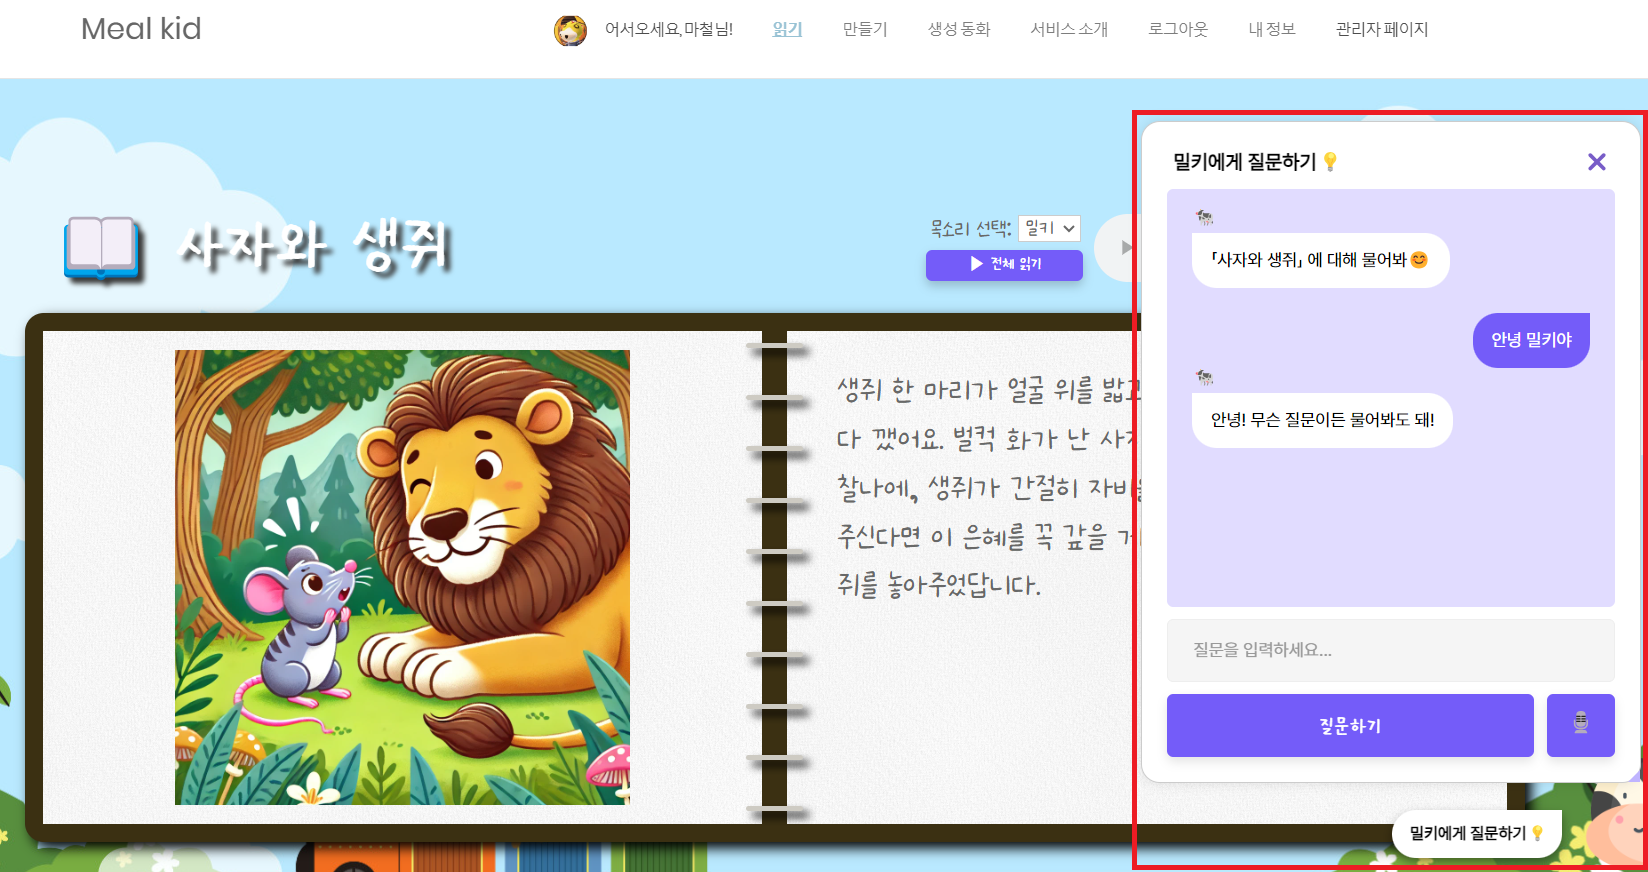 Meal kid
어서오세요, 마철님!
읽기
만들기
생성 동화
서비스 소개
로그아웃
내 정보
관리자 페이지
사자와 생쥐
목소리 선택: 밀키
▶ 전체 읽기
생쥐 한 마리가 얼굴 위를 밟고
다 깼어요. 벌컥 화가 난
찰나에, 생쥐가 간절히
주신다면 이 은혜를 꼭 갚을
쥐를 놓아주었답니다.
밀키에게 질문하기💡
「사자와 생쥐」 에 대해 물어봐😊
안녕 밀키야
안녕! 무슨 질문이든 물어봐도 돼!
질문을 입력하세요...
질문하기
밀키에게 질문하기💡